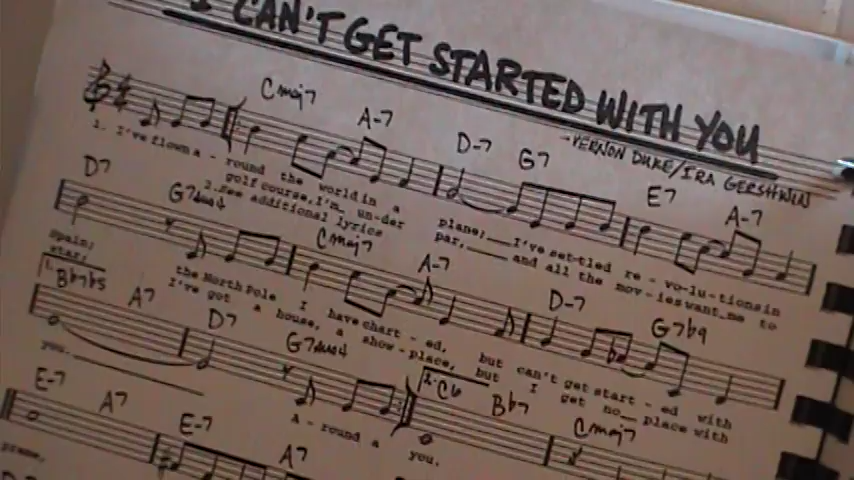 I CAN'T GET STARTED WITH YOU
-VERNON DUKE/IRA GERSHWIN
Cmaj7 A-7 D-7 G7 E7 A-7
1. I've flown a - round the world in a plane; I've set-tled re - vo-lu-tions in
golf course, I'm un-der par, and all the mov-ies want me to
2. See additional lyrics
D7 G7sus4 Cmaj7 A-7 D-7 G7b9
Spain; the North Pole I have chart - ed, but can't get start - ed with
star; I've got a house, a show-place, but I get no place with
1. Bb7b5 A7 D7 G7sus4 2. C6 Bb7 Cmaj7
you. A - round a you.
E-7 A7 E-7 A7